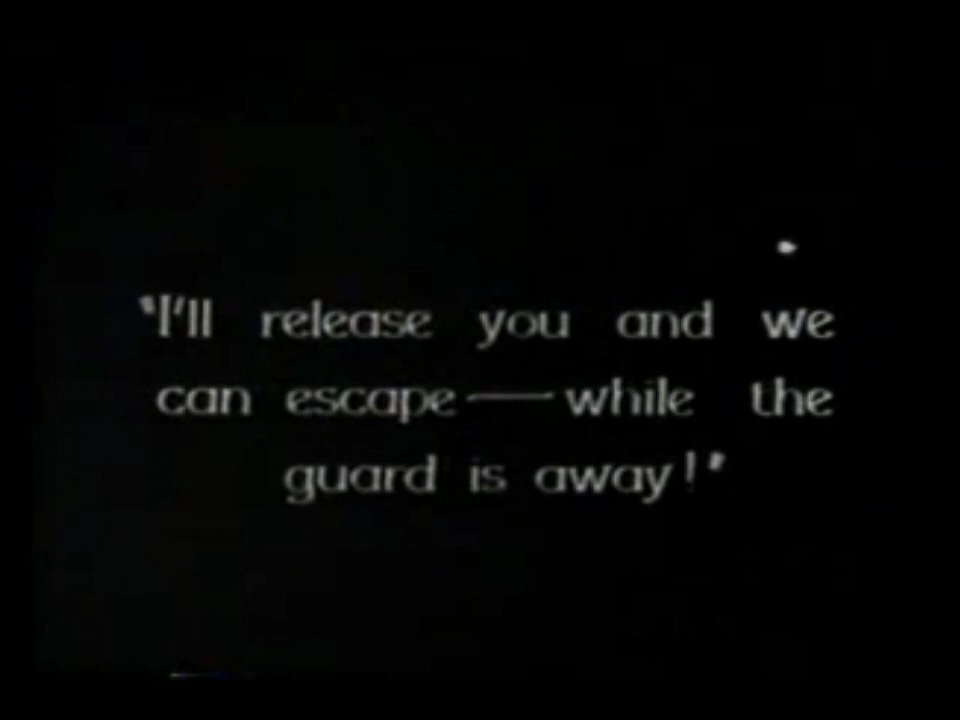 "I'll release you and we
can escape—while the
guard is away!"